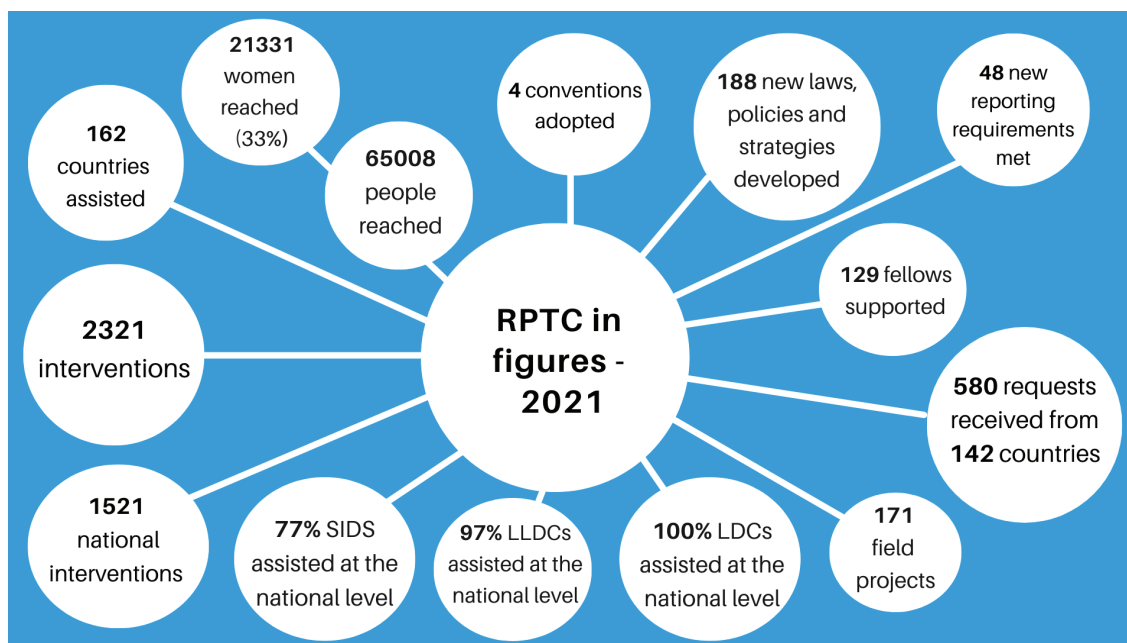 RPTC in
figures -
2021
21331
women
reached
(33%)
162
countries
assisted
65008
people
reached
4 conventions
adopted
188 new laws,
policies and
strategies
developed
48 new
reporting
requirements
met
2321
interventions
129 fellows
supported
580 requests
received from
142 countries
1521
national
interventions
77% SIDS
assisted at the
national level
97% LLDCs
assisted at the
national level
100% LDCs
assisted at the
national level
171
field
projects